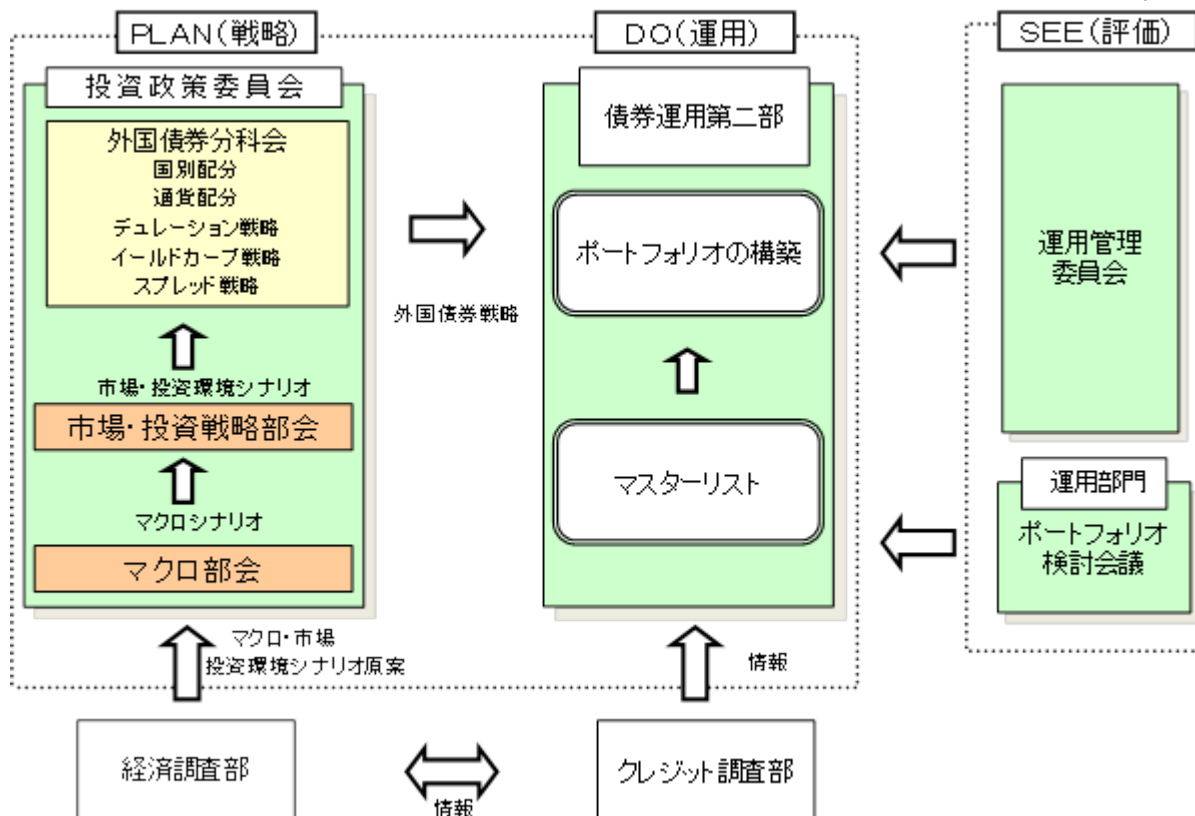 PLAN(戦略)
投資政策委員会
外国債券分科会
国別配分
通貨配分
デュレーション戦略
イールドカーブ戦略
スプレッド戦略
市場・投資環境シナリオ
市場・投資戦略部会
マクロシナリオ
マクロ部会
マクロ・市場
投資環境シナリオ原案
経済調査部
外国債券戦略
情報
DO(運用)
債券運用第二部
ポートフォリオの構築
マスターリスト
情報
クレジット調査部
SEE(評価)
運用管理
委員会
運用部門
ポートフォリオ
検討会議